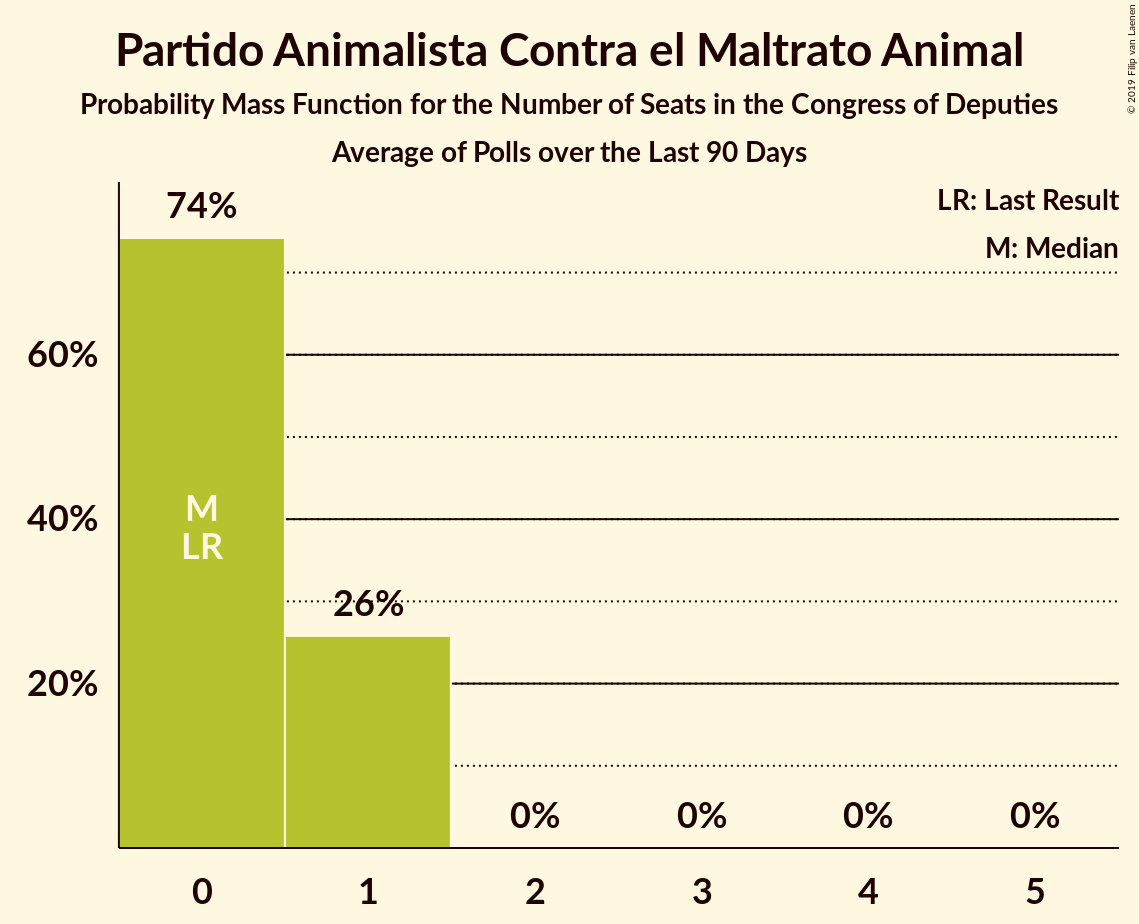 Partido Animalista Contra el Maltrato Animal
Probability Mass Function for the Number of Seats in the Congress of Deputies
Average of Polls over the Last 90 Days
© 2019 Filip van Laenen
LR: Last Result
M: Median
74%
60%
40%
20%
M
LR
26%
0%
0%
0%
0%
0
1
2
3
4
5